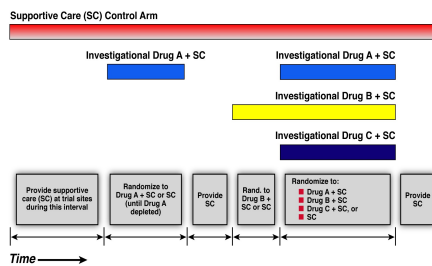 Supportive Care (SC) Control Arm
Investigational Drug A + SC
Investigational Drug A + SC
Investigational Drug B + SC
Investigational Drug C + SC
Provide supportive
care (SC) at trial sites
during this interval
Randomize to
Drug A + SC or SC
(until Drug A
depleted)
Provide
SC
Rand. to
Drug B +
SC or SC
Randomize to:
Drug A + SC
Drug B + SC
Drug C + SC, or
SC
Provide
SC
Time